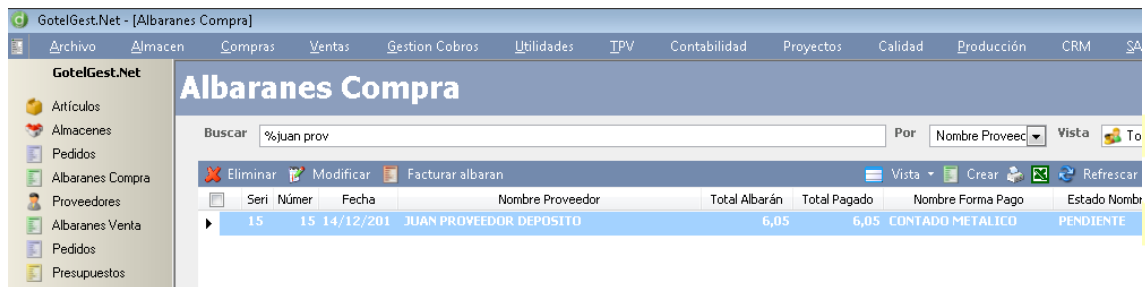 GotelGest.Net - [Albaranes Compra]
Archivo Almacen Compras Ventas Gestion Cobros Utilidades TPV Contabilidad Proyectos Calidad Producción CRM SA
GotelGest.Net
Artículos
Almacenes
Pedidos
Albaranes Compra
Proveedores
Albaranes Venta
Pedidos
Presupuestos
Albaranes Compra
Buscar %juan prov Por Nombre Proveec Vista To
Eliminar Modificar Facturar albaran Vista Crear Refrescar
Seri Númer Fecha Nombre Proveedor Total Albarán Total Pagado Nombre Forma Pago Estado Nombr
15 15 14/12/201 JUAN PROVEEDOR DEPOSITO 6,05 6,05 CONTADO METALICO PENDIENTE